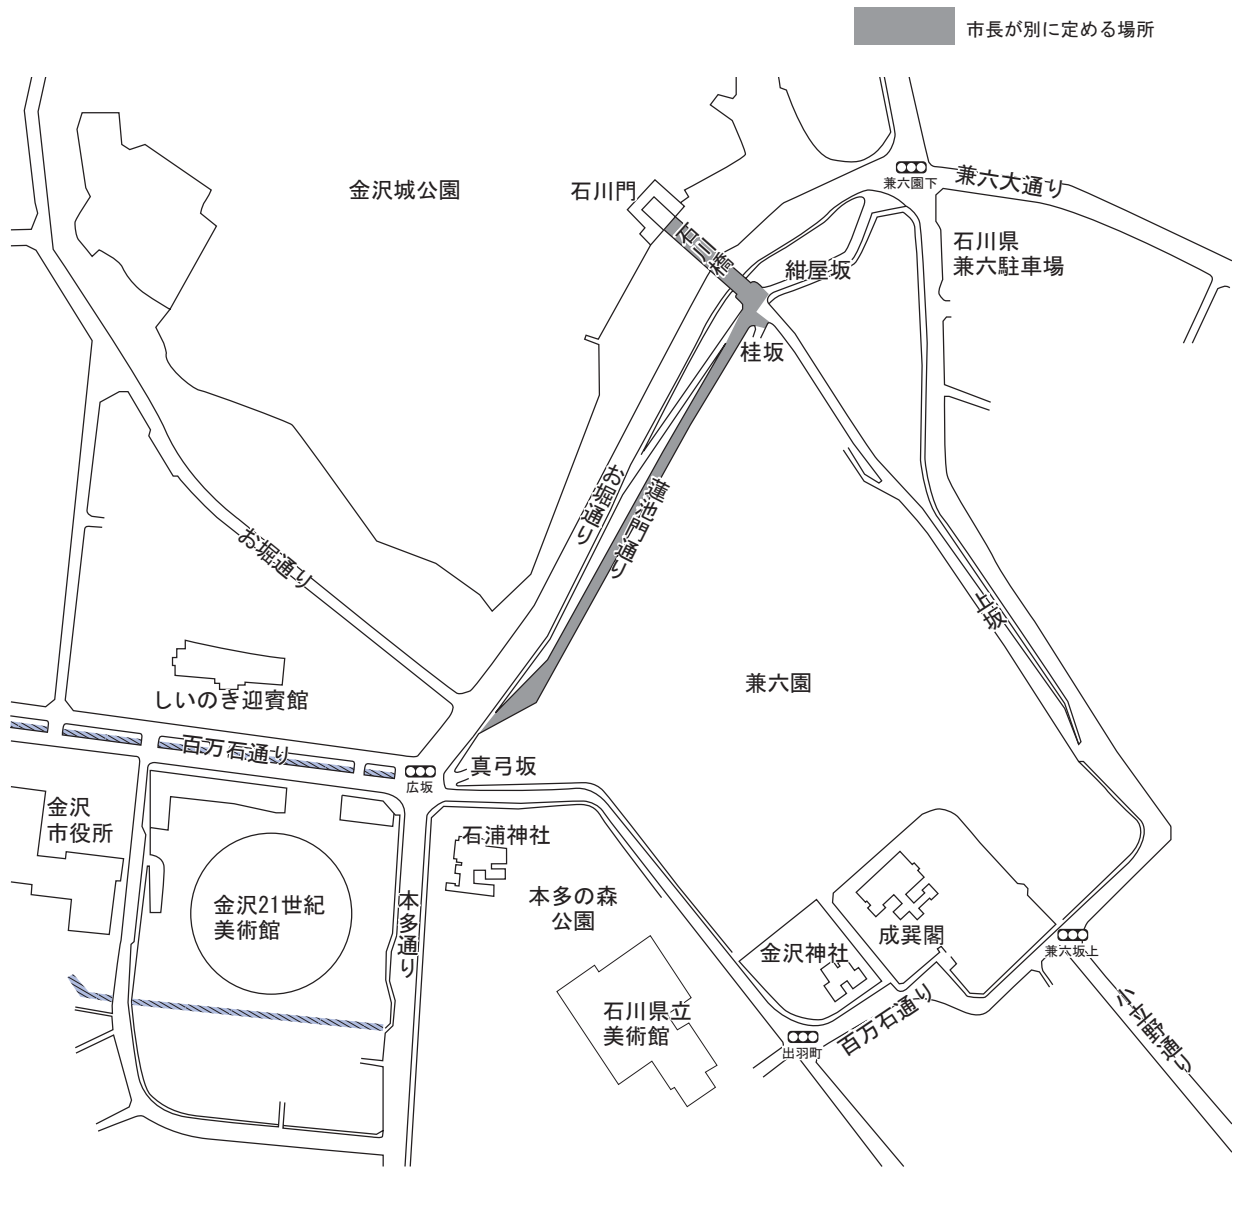 市長が別に定める場所
金沢城公園
石川門
石川橋
兼六園下
兼六大通り
石川県
兼六駐車場
紺屋坂
桂坂
お堀通り
蓮池門通り
お堀通り
上坂
しいのき迎賓館
兼六園
百万石通り
広坂
真弓坂
金沢
市役所
石浦神社
金沢21世紀
美術館
本多通り
本多の森
公園
金沢神社
成巽閣
兼六坂上
石川県立
美術館
百万石通り
出羽町
小立野通り